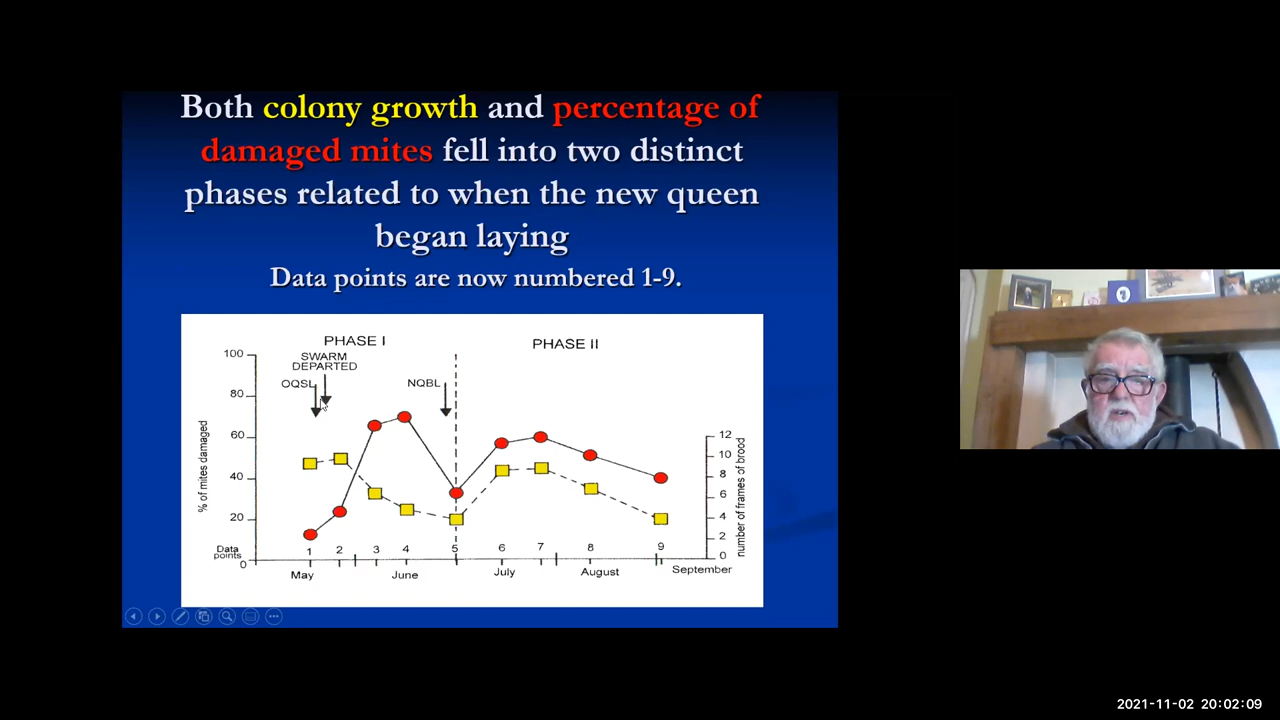 Both colony growth and percentage of
damaged mites fell into two distinct
phases related to when the new queen
began laying
Data points are now numbered 1-9.
PHASE I
PHASE II
SWARM
DEPARTED
OQSL
NQBL
100
80
60
40
20
0
% of mites damaged
12
10
8
6
4
2
0
number of frames of brood
Data
points
1 2 3 4 5 6 7 8 9
May June July August September
2021-11-02 20:02:09